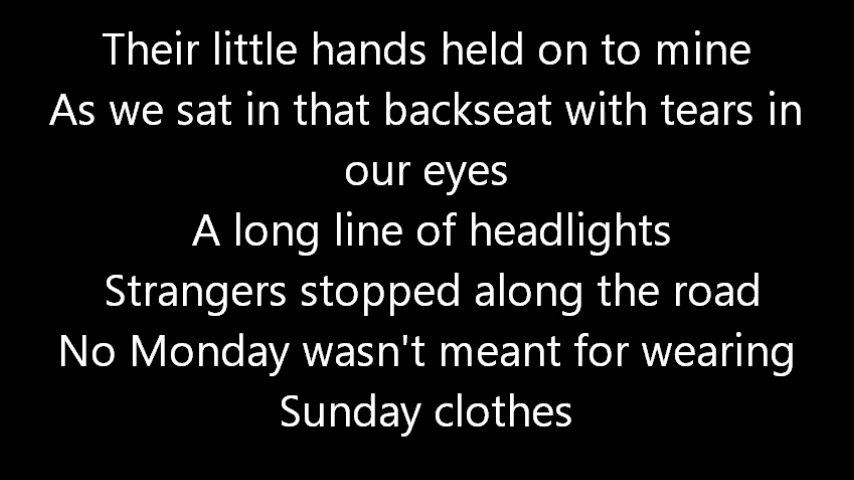 Their little hands held on to mine
As we sat in that backseat with tears in
our eyes
A long line of headlights
Strangers stopped along the road
No Monday wasn't meant for wearing
Sunday clothes